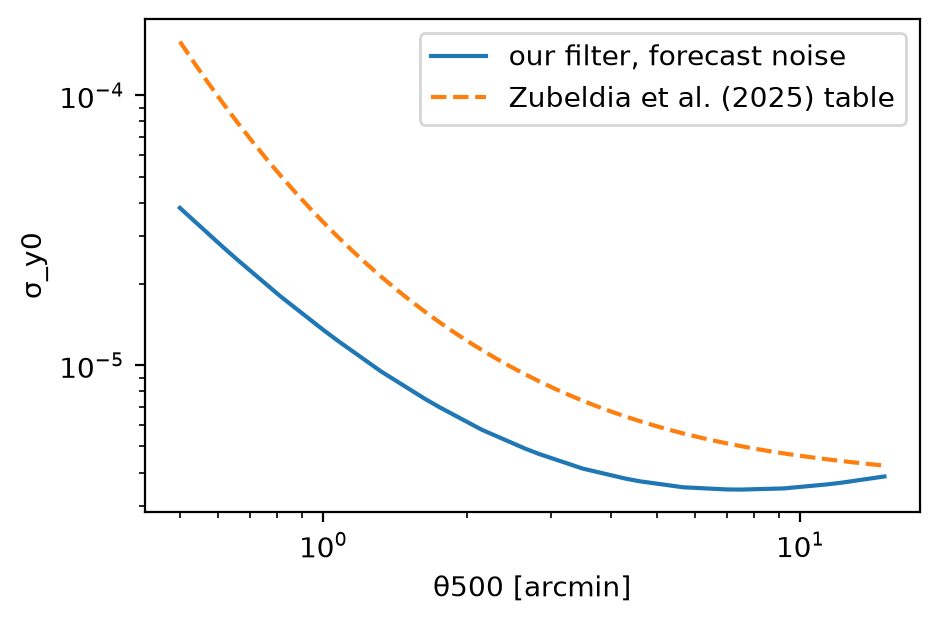 our filter, forecast noise
Zubeldia et al. (2025) table
10⁻⁴
10⁻⁵
σ_y0
10⁰
10¹
θ500 [arcmin]